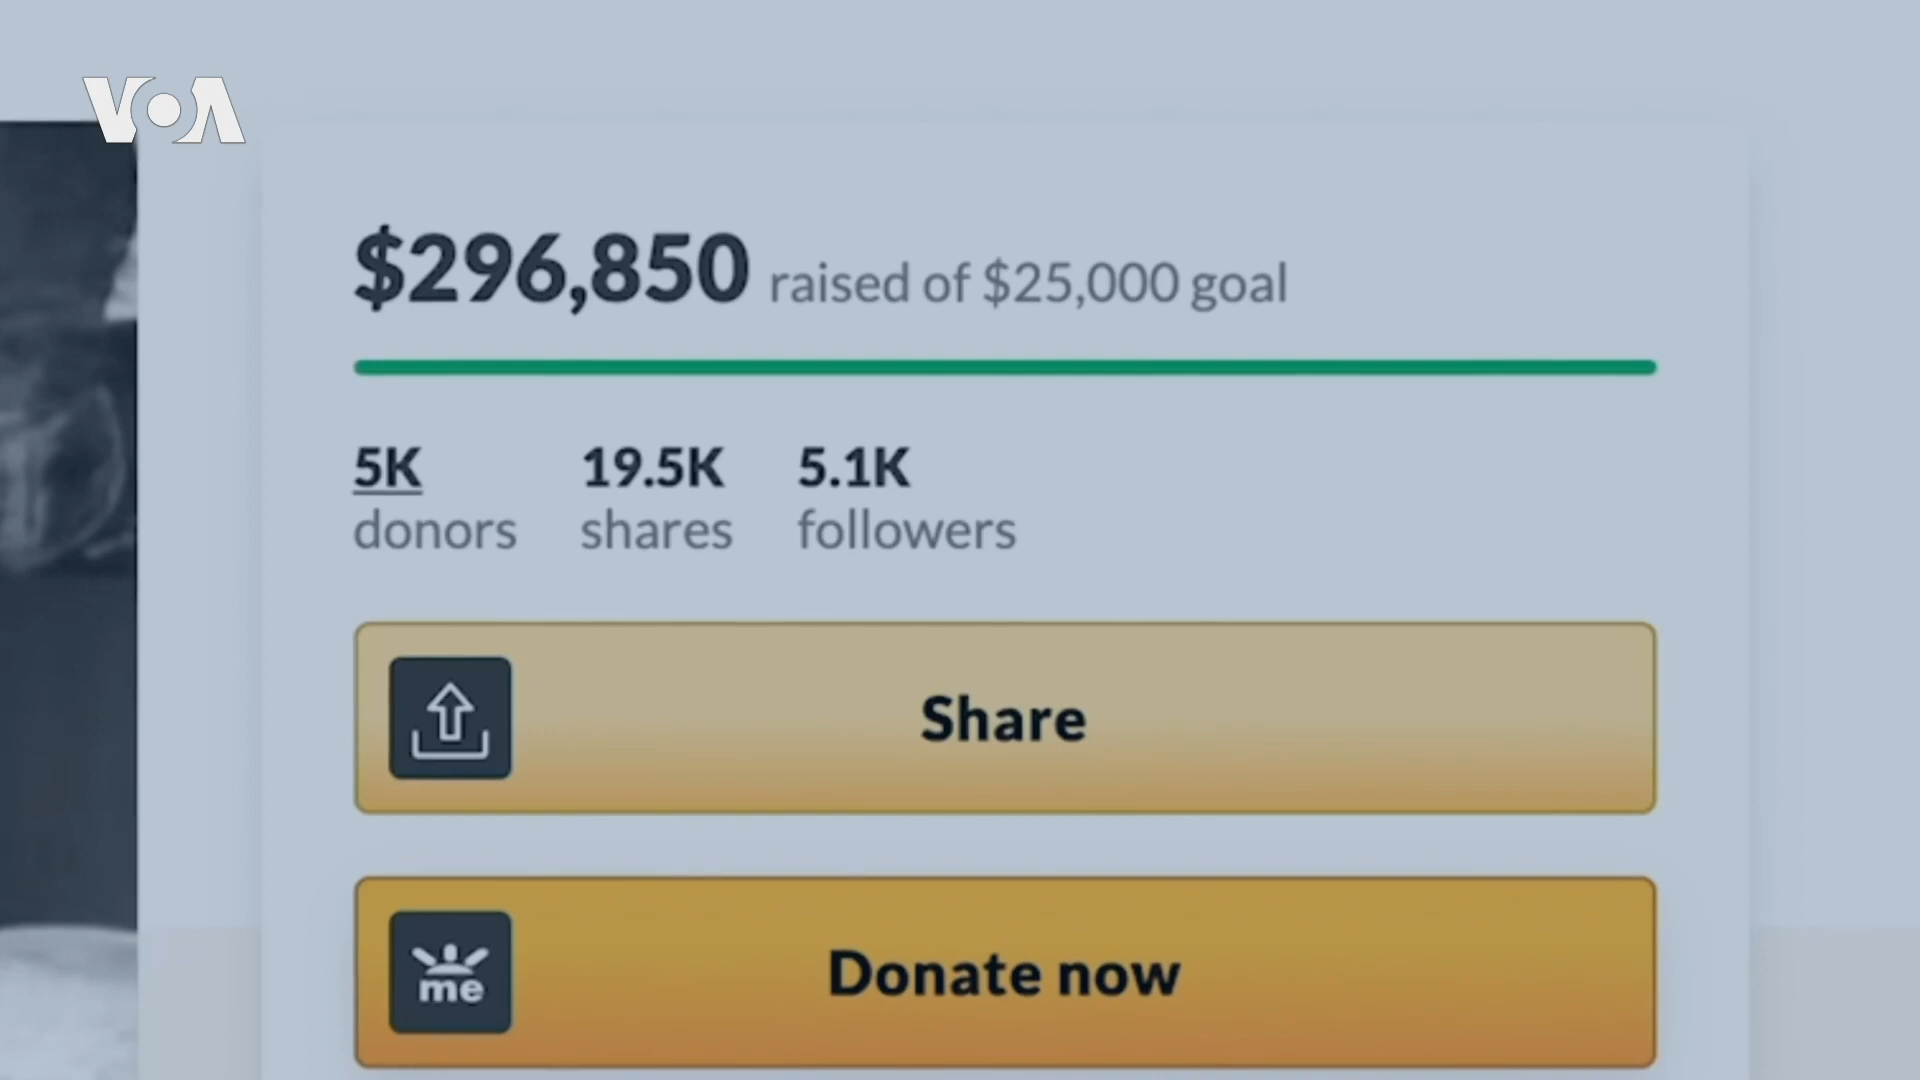 VOA
$296,850 raised of $25,000 goal
5K 19.5K 5.1K
donors shares followers
Share
me
Donate now